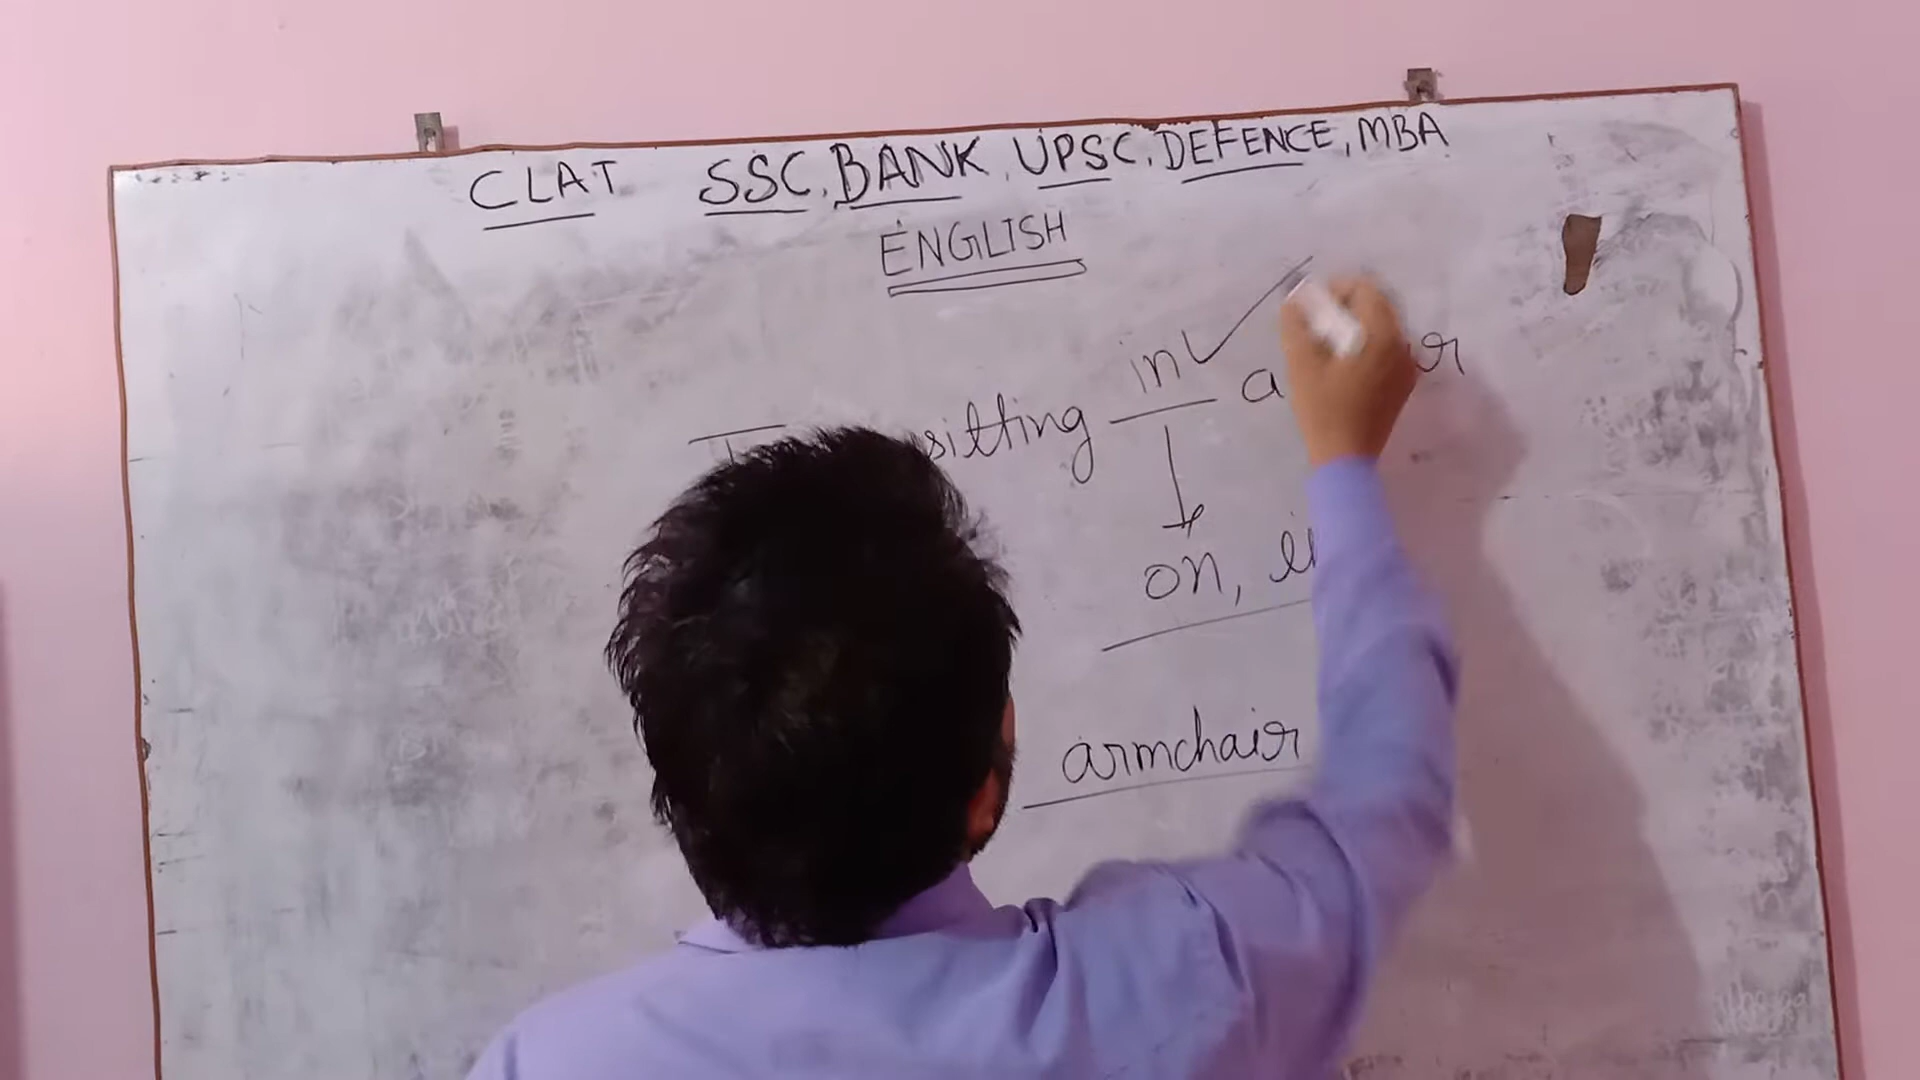 CLAT SSC, BANK, UPSC, DEFENCE, MBA
ENGLISH
sitting in a
on,
armchair